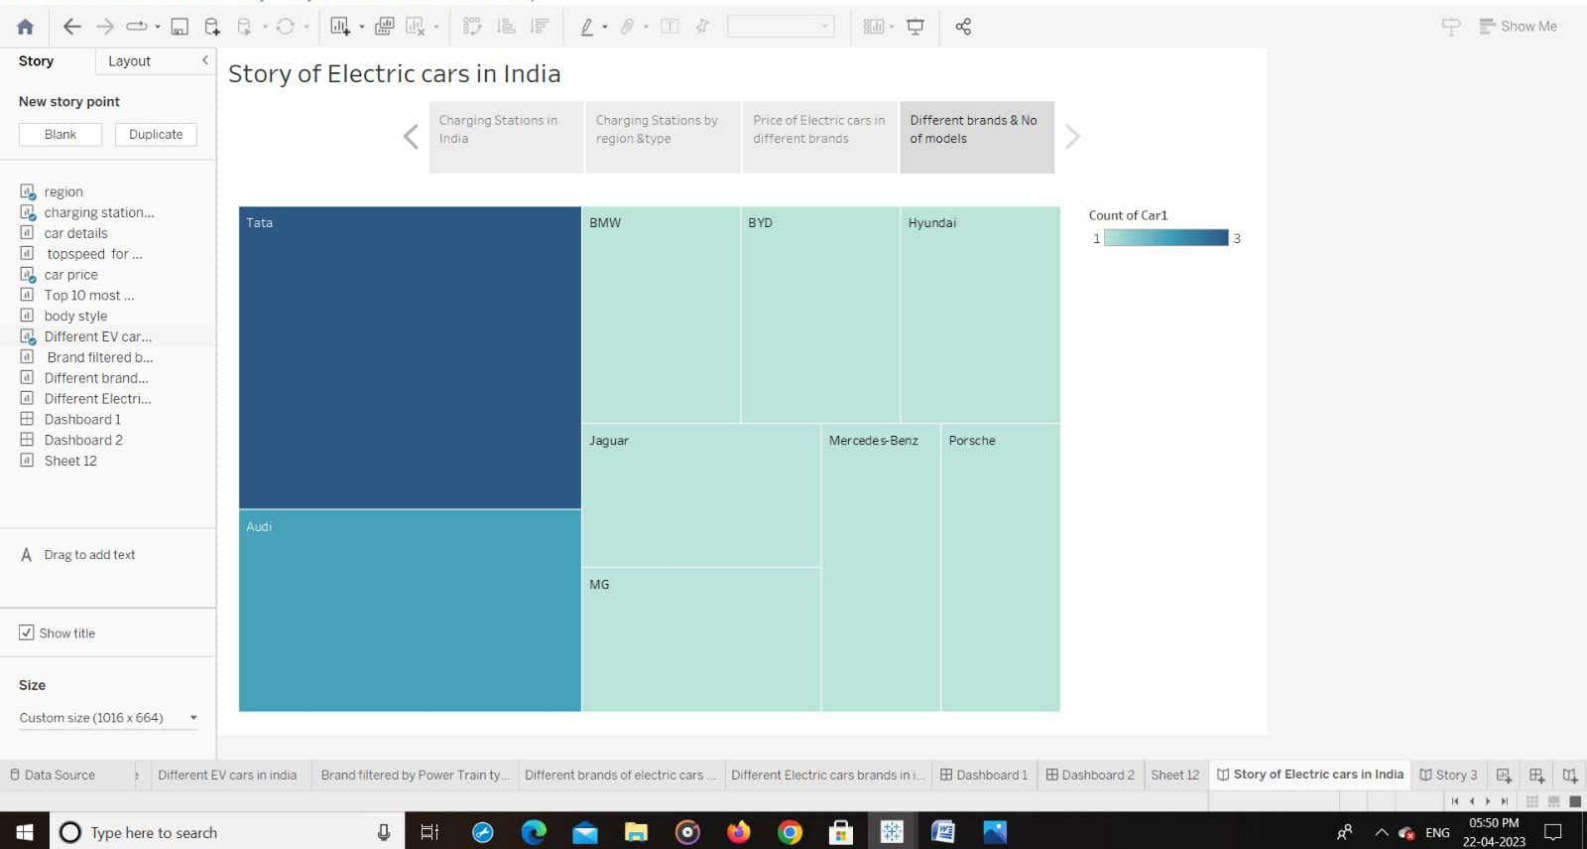 Show Me
Story
Layout
New story point
Blank
Duplicate
region
charging station...
car details
topspeed for ...
car price
Top 10 most ...
body style
Different EV car...
Brand filtered b...
Different brand...
Different Electri...
Dashboard 1
Dashboard 2
Sheet 12
A Drag to add text
Show title
Size
Custom size (1016 x 664)
Story of Electric cars in India
Charging Stations in
India
Charging Stations by
region &type
Price of Electric cars in
different brands
Different brands & No
of models
Tata
BMW
BYD
Hyundai
Jaguar
Mercedes-Benz
Porsche
Audi
MG
Count of Car1
1
3
Data Source
Different EV cars in india
Brand filtered by Power Train ty...
Different brands of electric cars ...
Different Electric cars brands in i...
Dashboard 1
Dashboard 2
Sheet 12
Story of Electric cars in India
Story 3
Type here to search
ENG
05:50 PM
22-04-2023